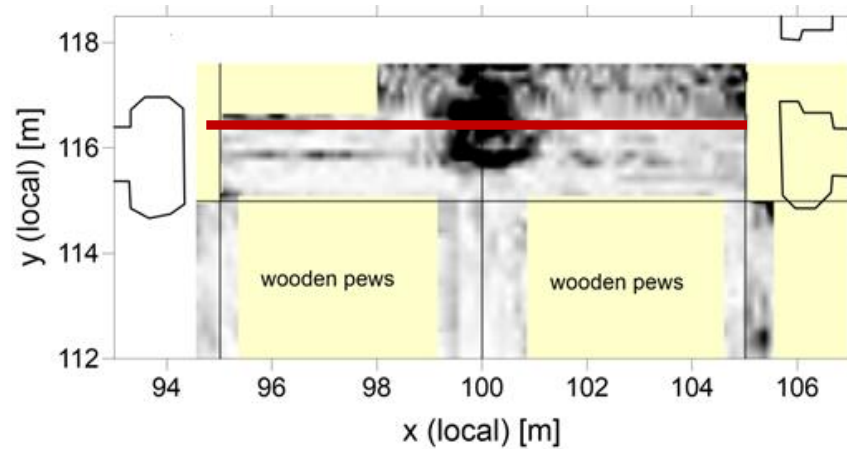 118
116
114
112
y (local) [m]
wooden pews
wooden pews
94
96
98
100
102
104
106
x (local) [m]